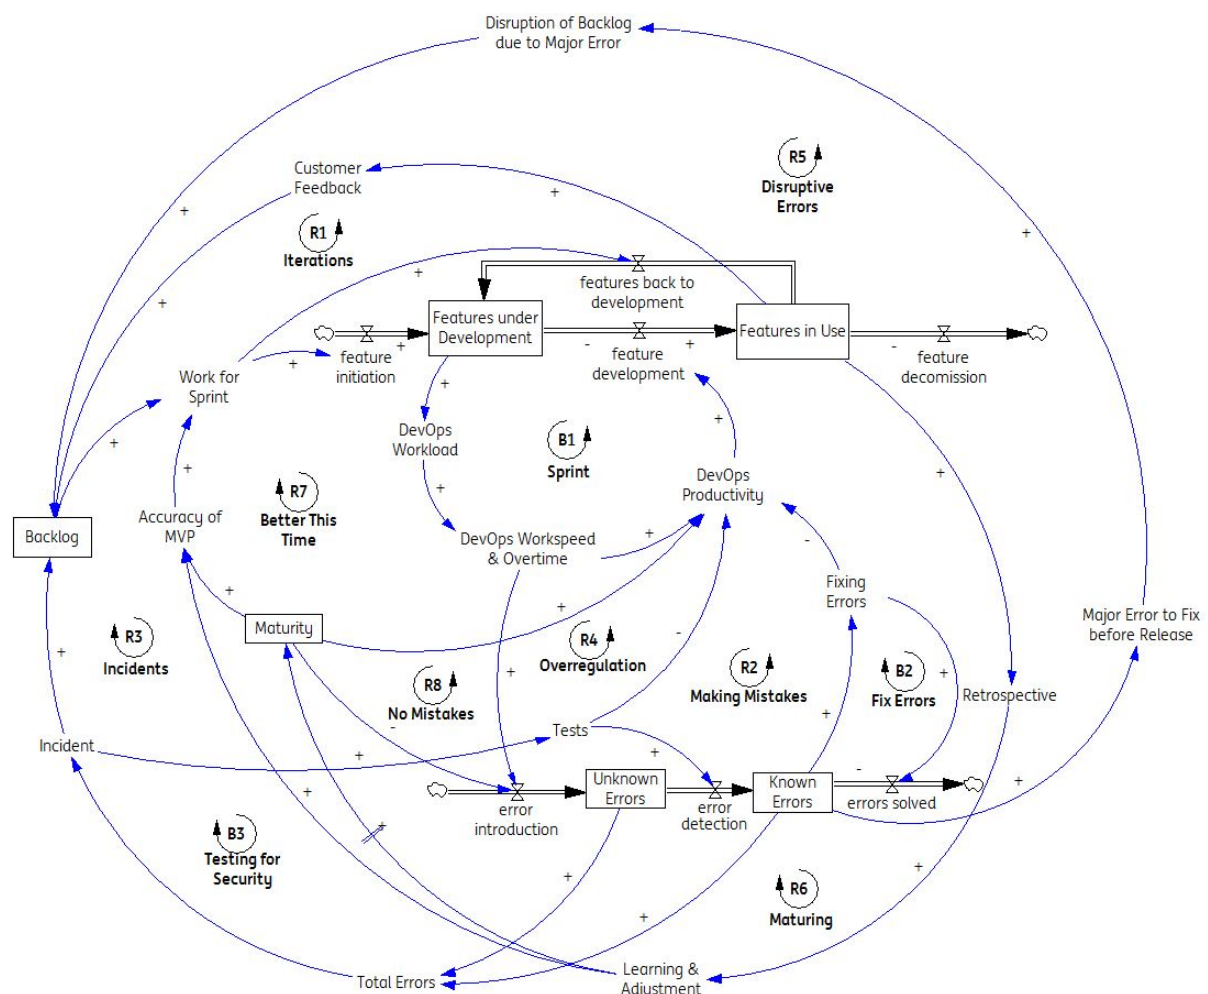 Disruption of Backlog
due to Major Error
Customer
Feedback
R5
Disruptive
Errors
+
+
+
R1
Iterations
+
+
features back to
development
Features under
Development
Features in Use
+
feature
initiation
+
-
feature
development
+
-
feature
decomission
Work for
Sprint
+
+
DevOps
Workload
B1
Sprint
+
+
+
DevOps
Productivity
+
+
R7
Better This
Time
Accuracy of
MVP
Backlog
DevOps Workspeed
& Overtime
+
-
Fixing
Errors
+
+
Maturity
Major Error to Fix
before Release
R3
Incidents
+
R4
Overregulation
-
R2
Making Mistakes
B2
Fix Errors
+
Retrospective
R8
No Mistakes
+
+
-
Tests
Incident
+
+
-
Unknown
Errors
Known
Errors
+
error
introduction
error
detection
errors solved
+
+
B3
Testing for
Security
+
+
R6
Maturing
+
Total Errors
Learning &
Adjustment